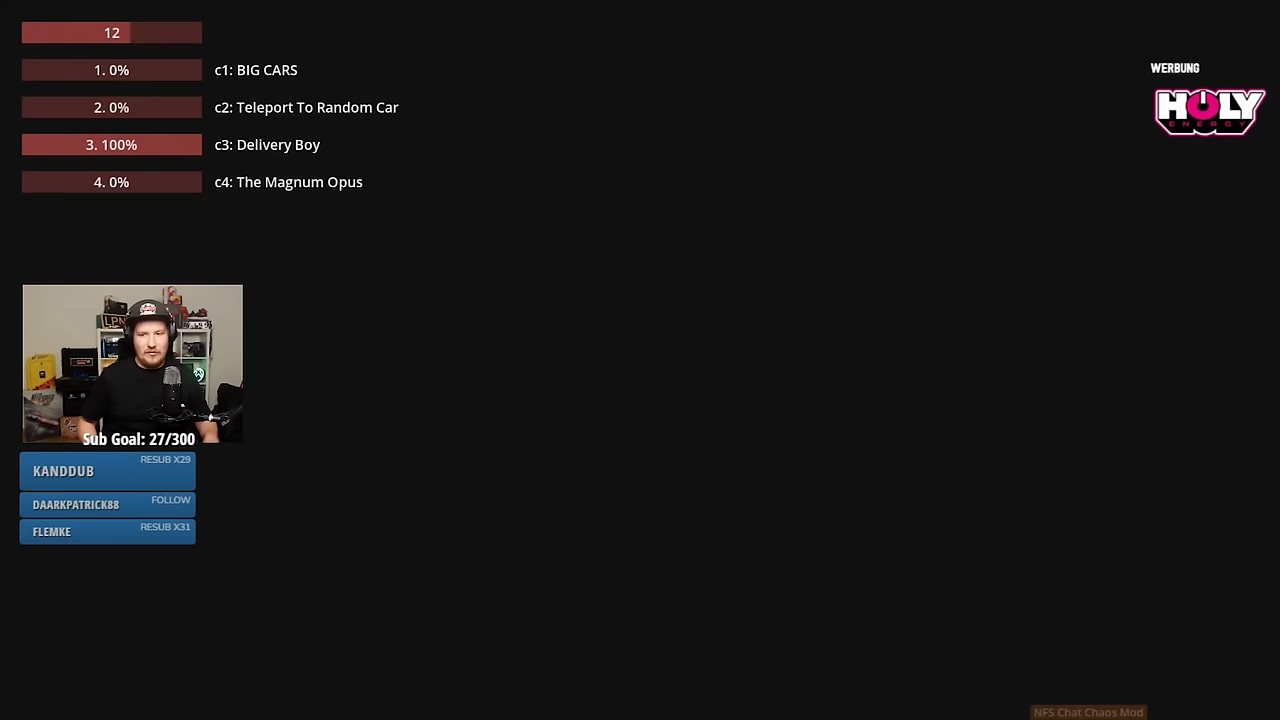 12
1. 0% c1: BIG CARS
2. 0% c2: Teleport To Random Car
3. 100% c3: Delivery Boy
4. 0% c4: The Magnum Opus
WERBUNG
HOLY
ENERGY
LPN
Sub Goal: 27/300
KANDDUB RESUB X29
DAARKPATRICK88 FOLLOW
FLEMKE RESUB X31
NFS Chat Chaos Mod